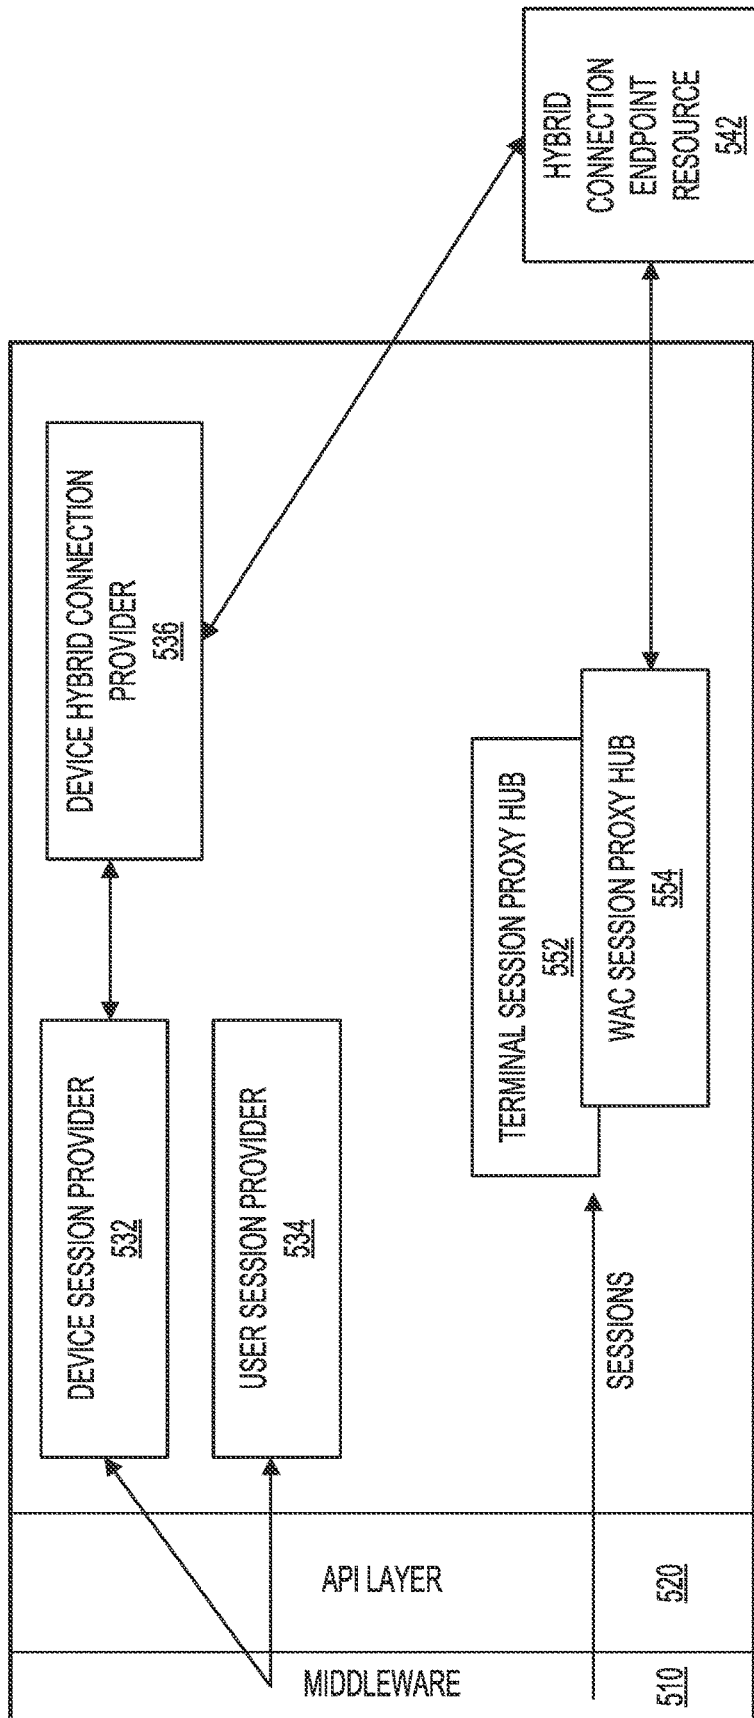 MIDDLEWARE
510
API LAYER
520
DEVICE SESSION PROVIDER
532
USER SESSION PROVIDER
534
SESSIONS
DEVICE HYBRID CONNECTION
PROVIDER
536
TERMINAL SESSION PROXY HUB
552
WAC SESSION PROXY HUB
554
HYBRID
CONNECTION
ENDPOINT
RESOURCE
542